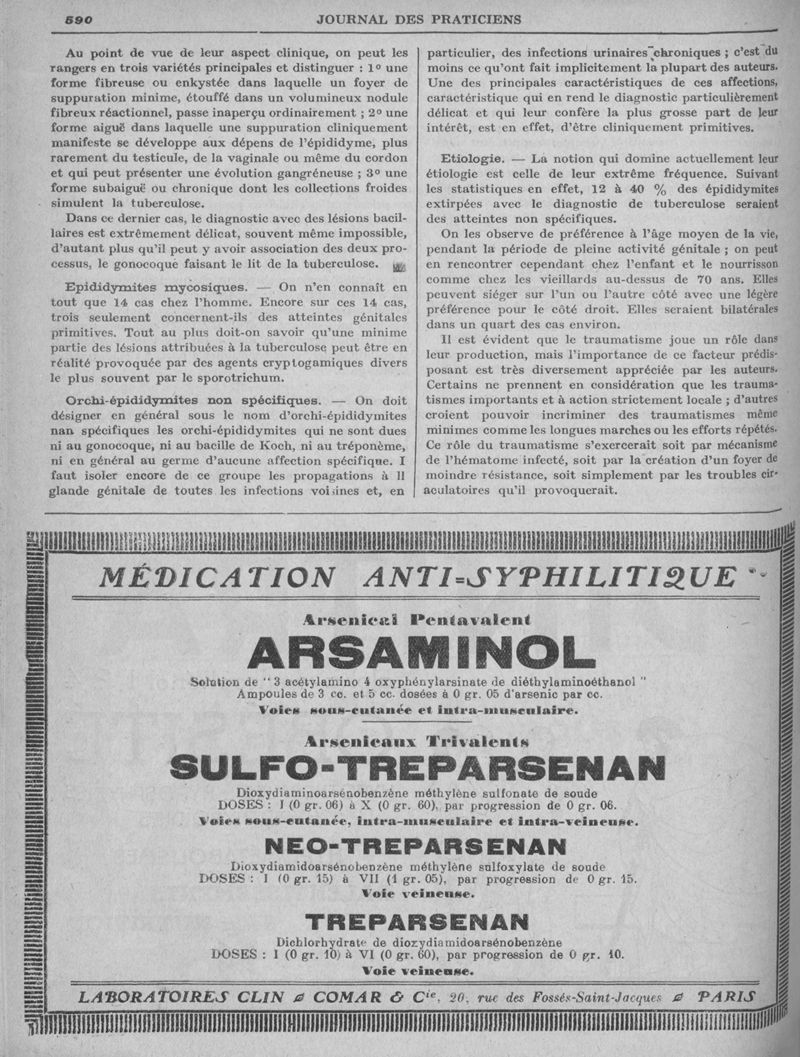 590
JOURNAL DES PRATICIENS
Au point de vue de leur aspect clinique, on peut les
rangers en trois variétés principales et distinguer : 1º une
forme fibreuse ou enkystée dans laquelle un foyer de
suppuration minime, étouffé dans un volumineux nodule
fibreux réactionnel, passe inaperçu ordinairement ; 2º une
forme aiguë dans laquelle une suppuration cliniquement
manifeste se développe aux dépens de l'épididyme, plus
rarement du testicule, de la vaginale ou même du cordon
et qui peut présenter une évolution gangréneuse ; 3º une
forme subaiguë ou chronique dont les collections froides
simulent la tuberculose.
Dans ce dernier cas, le diagnostic avec des lésions bacil-
laires est extrêmement délicat, souvent même impossible,
d'autant plus qu'il peut y avoir association des deux pro-
cessus, le gonocoque faisant le lit de la tuberculose.
Epididymites mycosiques. — On n'en connaît en
tout que 14 cas chez l'homme. Encore sur ces 14 cas,
trois seulement concernent-ils des atteintes génitales
primitives. Tout au plus doit-on savoir qu'une minime
partie des lésions attribuées à la tuberculose peut être en
réalité provoquée par des agents cryptogamiques divers
le plus souvent par le sporotrichum.
Orchi-épididymites non spécifiques. — On doit
désigner en général sous le nom d'orchi-épididymites
nan spécifiques les orchi-épididymites qui ne sont dues
ni au gonocoque, ni au bacille de Koch, ni au tréponème,
ni en général au germe d'aucune affection spécifique. I
faut isoler encore de ce groupe les propagations à ll
glande génitale de toutes les infections voisines et, en
particulier, des infections urinaires chroniques ; c'est du
moins ce qu'ont fait implicitement la plupart des auteurs.
Une des principales caractéristiques de ces affections,
caractéristique qui en rend le diagnostic particulièrement
délicat et qui leur confère la plus grosse part de leur
intérêt, est en effet, d'être cliniquement primitives.
Etiologie. — La notion qui domine actuellement leur
étiologie est celle de leur extrême fréquence. Suivant
les statistiques en effet, 12 à 40 % des épididymites
extirpées avec le diagnostic de tuberculose seraient
des atteintes non spécifiques.
On les observe de préférence à l'âge moyen de la vie,
pendant la période de pleine activité génitale ; on peut
en rencontrer cependant chez l'enfant et le nourrisson
comme chez les vieillards au-dessus de 70 ans. Elles
peuvent siéger sur l'un ou l'autre côté avec une légère
préférence pour le côté droit. Elles seraient bilatérales
dans un quart des cas environ.
Il est évident que le traumatisme joue un rôle dans
leur production, mais l'importance de ce facteur prédis-
posant est très diversement appréciée par les auteurs.
Certains ne prennent en considération que les trauma-
tismes importants et à action strictement locale ; d'autres
croient pouvoir incriminer des traumatismes même
minimes comme les longues marches ou les efforts répétés.
Ce rôle du traumatisme s'exercerait soit par mécanisme
de l'hématome infecté, soit par la création d'un foyer de
moindre résistance, soit simplement par les troubles cir-
aculatoires qu'il provoquerait.
MÉDICATION ANTI=SYPHILITIQUE
Arsenical Pentavalent
ARSAMINOL
Solution de "3 acétylamino 4 oxyphénylarsinate de diéthylaminoéthanol "
Ampoules de 3 cc. et 5 cc. dosées à 0 gr. 05 d'arsenic par cc.
Voies sous-cutanée et intra-musculaire.
Arsenicaux Trivalents
SULFO-TREPARSENAN
Dioxydiaminoarsénobenzène méthylène sulfonate de soude
DOSES : I (0 gr. 06) à X (0 gr. 60), par progression de 0 gr. 06.
Voies sous-cutanée, intra-musculaire et intra-veineuse.
NEO-TREPARSENAN
Dioxydiamidoarsénobenzène méthylène sulfoxylate de soude
DOSES : I (0 gr. 15) à VII (1 gr. 05), par progression de 0 gr. 15.
Voie veineuse.
TREPARSENAN
Dichlorhydrate de dioxydiamidoarsénobenzène
DOSES : I (0 gr. 10) à VI (0 gr. 60), par progression de 0 gr. 10.
Voie veineuse.
LABORATOIRES CLIN COMAR & Cie, 20, rue des Fossés-Saint-Jacques PARIS